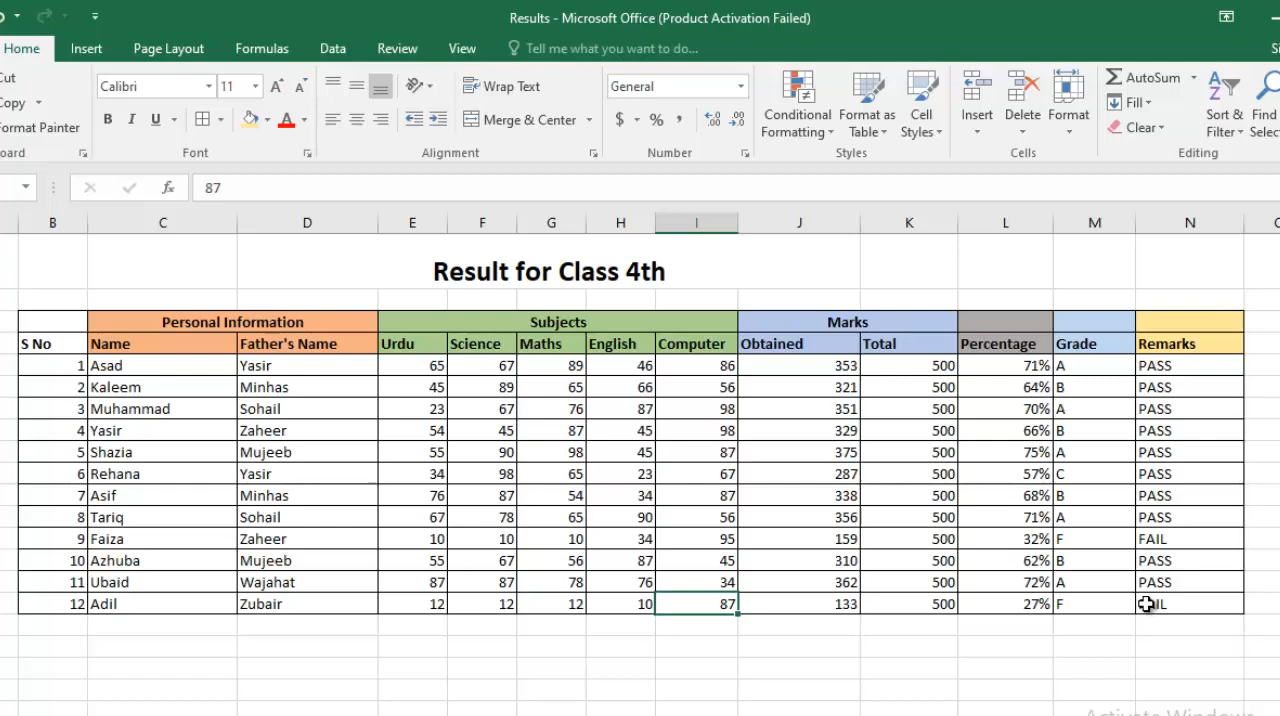 Results - Microsoft Office (Product Activation Failed)
Home Insert Page Layout Formulas Data Review View Tell me what you want to do...
Calibri 11 Wrap Text General AutoSum
Copy Fill
Format Painter B I U Merge & Center $ % , Conditional Formatting Format as Table Cell Styles Insert Delete Format Clear Sort & Filter Find
Font Alignment Number Styles Cells Editing
fx 87
B C D E F G H I J K L M N
Result for Class 4th
Personal Information Subjects Marks
S No Name Father's Name Urdu Science Maths English Computer Obtained Total Percentage Grade Remarks
1 Asad Yasir 65 67 89 46 86 353 500 71% A PASS
2 Kaleem Minhas 45 89 65 66 56 321 500 64% B PASS
3 Muhammad Sohail 23 67 76 87 98 351 500 70% A PASS
4 Yasir Zaheer 54 45 87 45 98 329 500 66% B PASS
5 Shazia Mujeeb 55 90 98 45 87 375 500 75% A PASS
6 Rehana Yasir 34 98 65 23 67 287 500 57% C PASS
7 Asif Minhas 76 87 54 34 87 338 500 68% B PASS
8 Tariq Sohail 67 78 65 90 56 356 500 71% A PASS
9 Faiza Zaheer 10 10 10 34 95 159 500 32% F FAIL
10 Azhuba Mujeeb 55 67 56 87 45 310 500 62% B PASS
11 Ubaid Wajahat 87 87 78 76 34 362 500 72% A PASS
12 Adil Zubair 12 12 12 10 87 133 500 27% F FAIL
Activate Windows